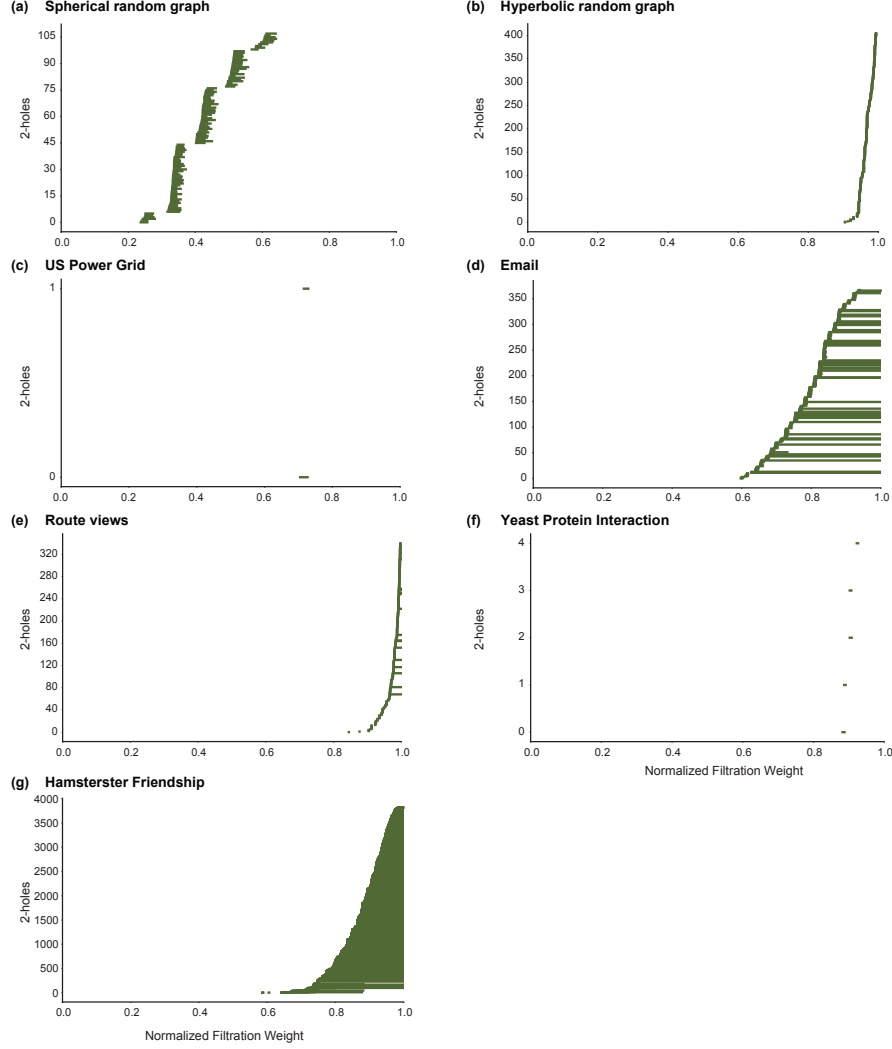 (a) Spherical random graph
105
90
75
60
45
30
15
0
2-holes
0.0 0.2 0.4 0.6 0.8 1.0
(b) Hyperbolic random graph
400
350
300
250
200
150
100
50
0
2-holes
0.0 0.2 0.4 0.6 0.8 1.0
(c) US Power Grid
1
0
2-holes
0.0 0.2 0.4 0.6 0.8 1.0
(d) Email
350
300
250
200
150
100
50
0
2-holes
0.0 0.2 0.4 0.6 0.8 1.0
(e) Route views
320
280
240
200
160
120
80
40
0
2-holes
0.0 0.2 0.4 0.6 0.8 1.0
(f) Yeast Protein Interaction
4
3
2
1
0
2-holes
0.0 0.2 0.4 0.6 0.8 1.0
Normalized Filtration Weight
(g) Hamsterster Friendship
4000
3500
3000
2500
2000
1500
1000
500
0
2-holes
0.0 0.2 0.4 0.6 0.8 1.0
Normalized Filtration Weight